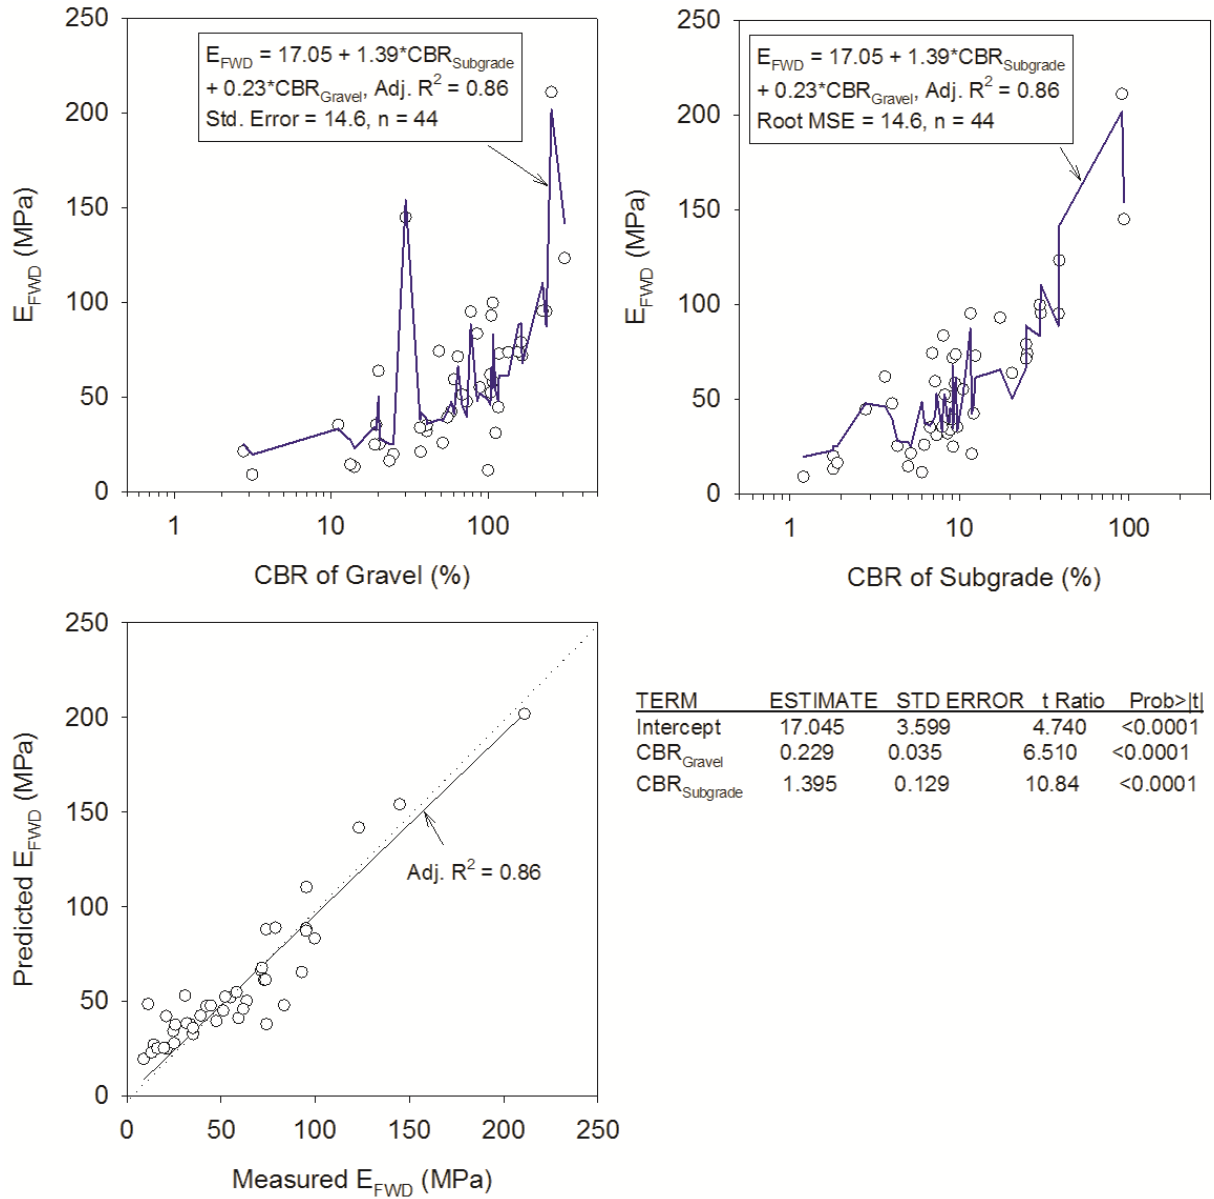 E_FWD = 17.05 + 1.39*CBR_Subgrade
+ 0.23*CBR_Gravel, Adj. R² = 0.86
Std. Error = 14.6, n = 44
250
200
150
100
50
0
E_FWD (MPa)
1 10 100
CBR of Gravel (%)
E_FWD = 17.05 + 1.39*CBR_Subgrade
+ 0.23*CBR_Gravel, Adj. R² = 0.86
Root MSE = 14.6, n = 44
250
200
150
100
50
0
E_FWD (MPa)
1 10 100
CBR of Subgrade (%)
250
200
150
100
50
0
Predicted E_FWD (MPa)
Adj. R² = 0.86
0 50 100 150 200 250
Measured E_FWD (MPa)
TERM ESTIMATE STD ERROR t Ratio Prob>|t|
Intercept 17.045 3.599 4.740 <0.0001
CBR_Gravel 0.229 0.035 6.510 <0.0001
CBR_Subgrade 1.395 0.129 10.84 <0.0001